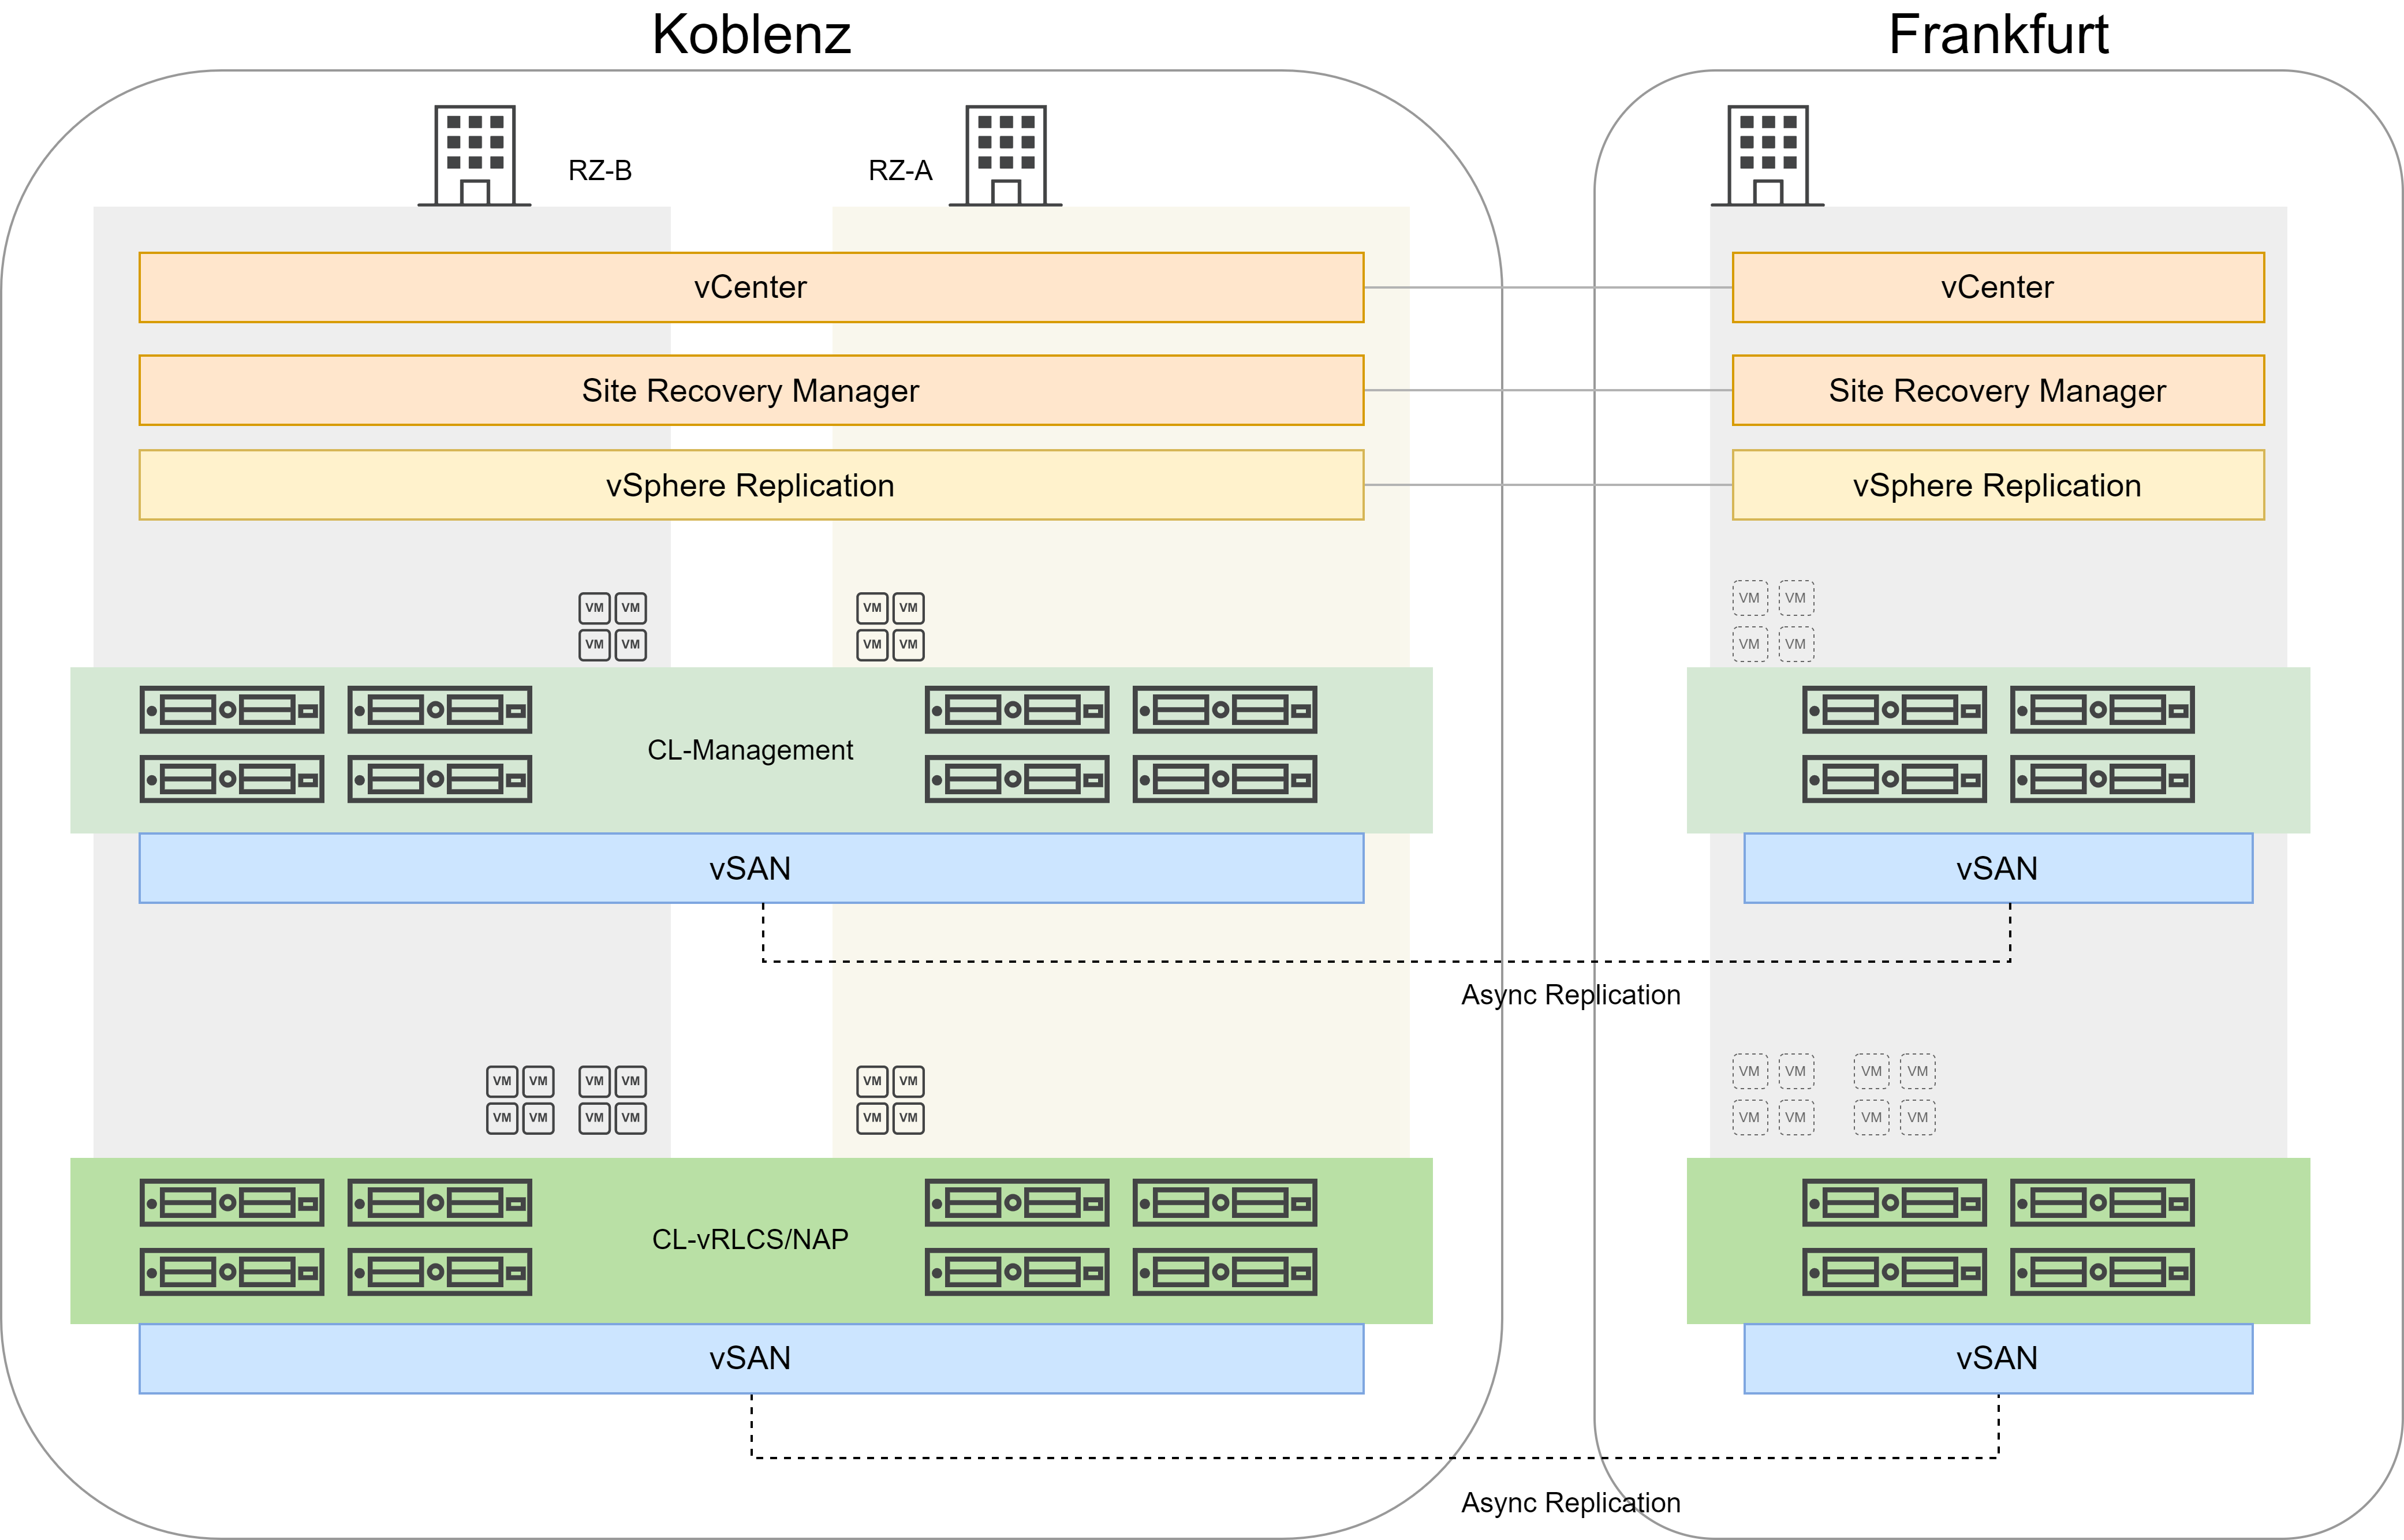 Koblenz
Frankfurt
RZ-B
RZ-A
vCenter
vCenter
Site Recovery Manager
Site Recovery Manager
vSphere Replication
vSphere Replication
VM VM
VM VM
VM VM
VM VM
VM VM
VM VM
CL-Management
vSAN
vSAN
Async Replication
VM VM VM VM
VM VM VM VM
VM VM
VM VM
VM VM VM VM
VM VM VM VM
CL-vRLCS/NAP
vSAN
vSAN
Async Replication